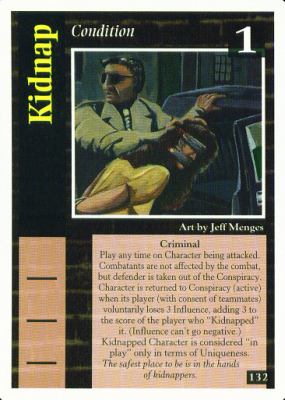 Kidnap
Condition
1
Art by Jeff Menges
Criminal
Play any time on Character being attacked.
Combatants are not affected by the combat,
but defender is taken out of the Conspiracy.
Character is returned to Conspiracy (active)
when its player (with consent of teammates)
voluntarily loses 3 Influence, adding 3 to
the score of the player who "Kidnapped"
it. (Influence can't go negative.)
Kidnapped Character is considered "in
play" only in terms of Uniqueness.
The safest place to be is in the hands
of kidnappers.
132